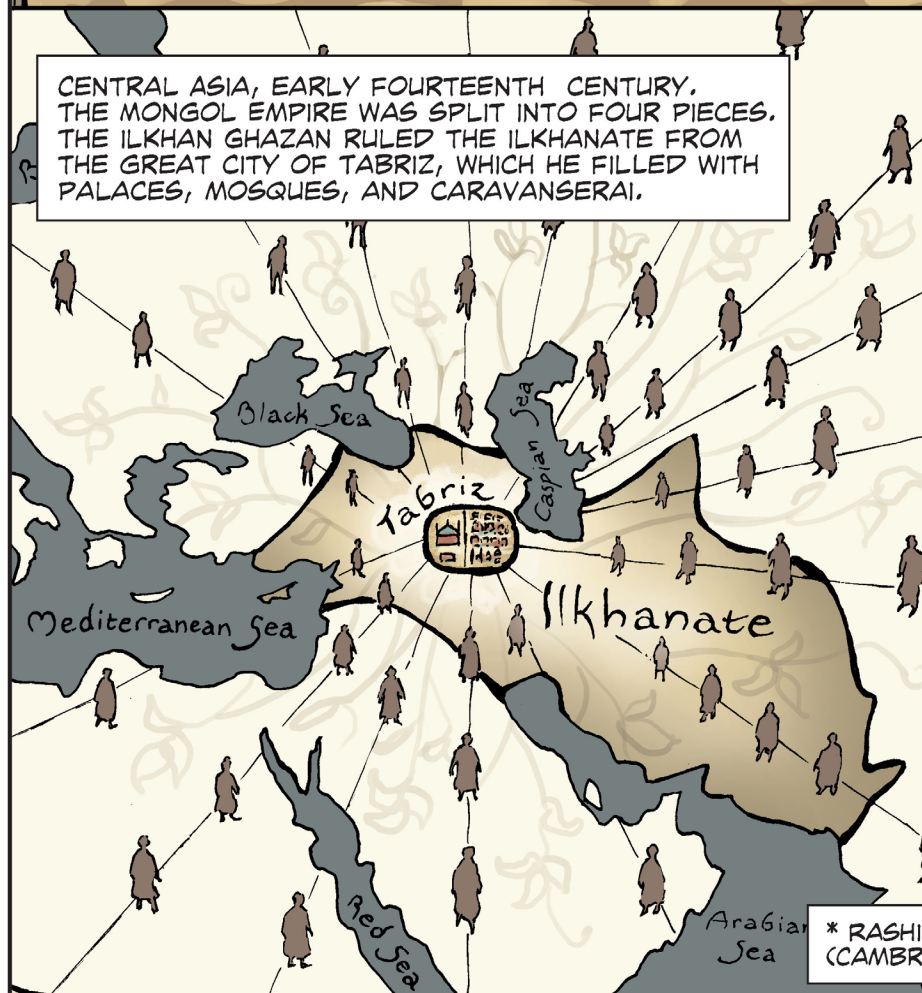 CENTRAL ASIA, EARLY FOURTEENTH CENTURY.
THE MONGOL EMPIRE WAS SPLIT INTO FOUR PIECES.
THE ILKHAN GHAZAN RULED THE ILKHANATE FROM
THE GREAT CITY OF TABRIZ, WHICH HE FILLED WITH
PALACES, MOSQUES, AND CARAVANSERAI.
Black Sea
Caspian Sea
Tabriz
Ilkhanate
Mediterranean Sea
Red Sea
Arabian
Sea
* RASHI
(CAMBR